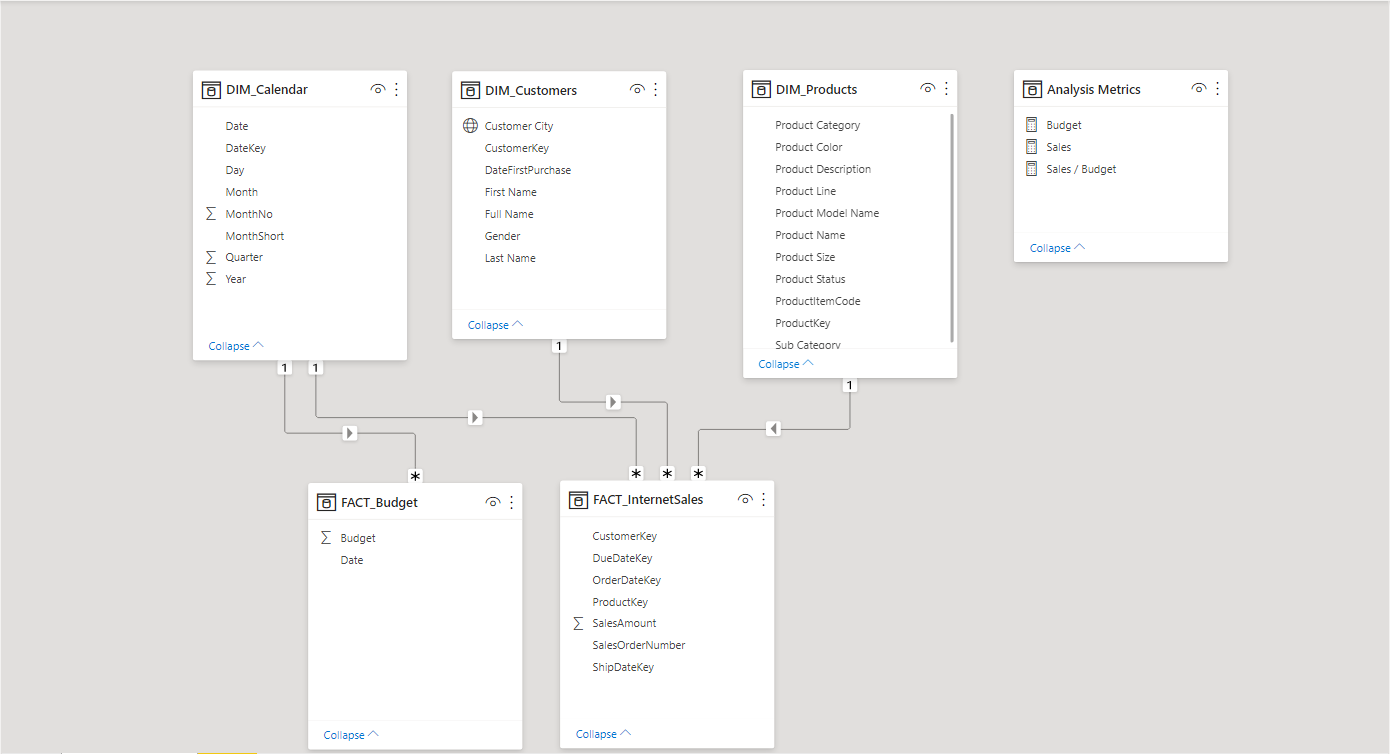 DIM_Calendar
Date
DateKey
Day
Month
MonthNo
MonthShort
Quarter
Year
Collapse
DIM_Customers
Customer City
CustomerKey
DateFirstPurchase
First Name
Full Name
Gender
Last Name
Collapse
DIM_Products
Product Category
Product Color
Product Description
Product Line
Product Model Name
Product Name
Product Size
Product Status
ProductItemCode
ProductKey
Sub Category
Collapse
Analysis Metrics
Budget
Sales
Sales / Budget
Collapse
1
1
1
1
*
*
*
*
FACT_Budget
Budget
Date
Collapse
FACT_InternetSales
CustomerKey
DueDateKey
OrderDateKey
ProductKey
SalesAmount
SalesOrderNumber
ShipDateKey
Collapse